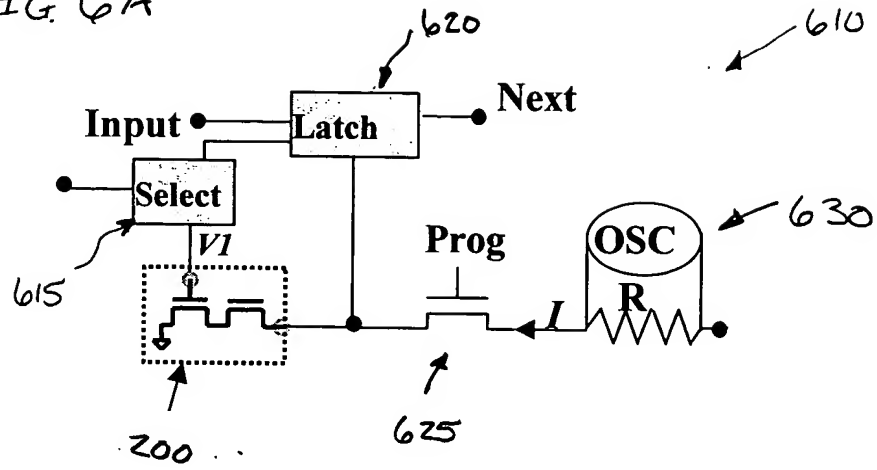 FIG. 6A
620
610
Input
Latch
Next
Select
V1
615
Prog
OSC
630
R
I
200
625